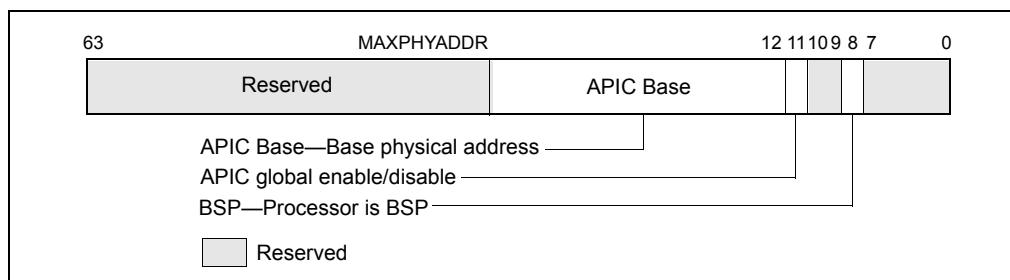 63 MAXPHYADDR 12 11 10 9 8 7 0
Reserved APIC Base
APIC Base—Base physical address
APIC global enable/disable
BSP—Processor is BSP
Reserved